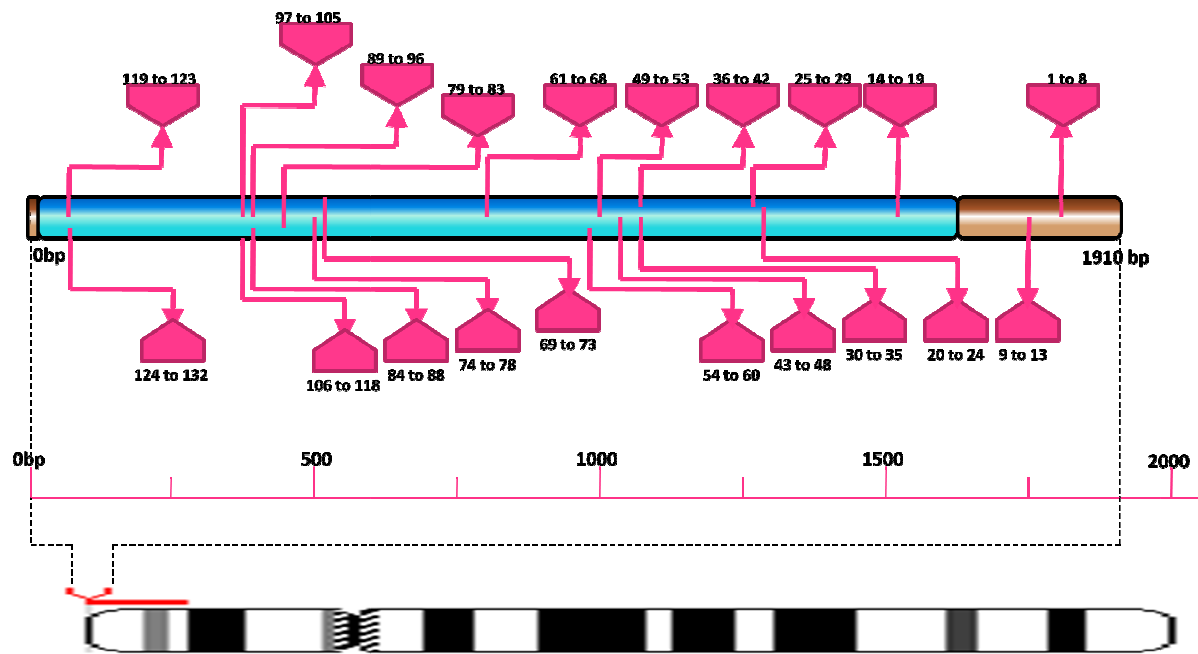 97 to 105
89 to 96
119 to 123
79 to 83
61 to 68
49 to 53
36 to 42
25 to 29
14 to 19
1 to 8
0bp
1910 bp
124 to 132
106 to 118
84 to 88
74 to 78
69 to 73
54 to 60
43 to 48
30 to 35
20 to 24
9 to 13
0bp
500
1000
1500
2000